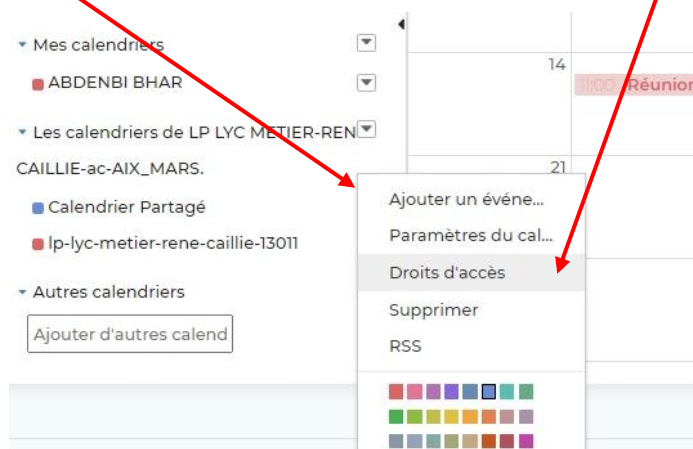 Mes calendriers
ABDENBI BHAR
Les calendriers de LP LYC METIER-REN
CAILLIE-ac-AIX_MARS.
Calendrier Partagé
lp-lyc-metier-rene-caillie-13011
Autres calendriers
Ajouter d'autres calend
14
11:00 Réunion
21
Ajouter un événe...
Paramètres du cal...
Droits d'accès
Supprimer
RSS